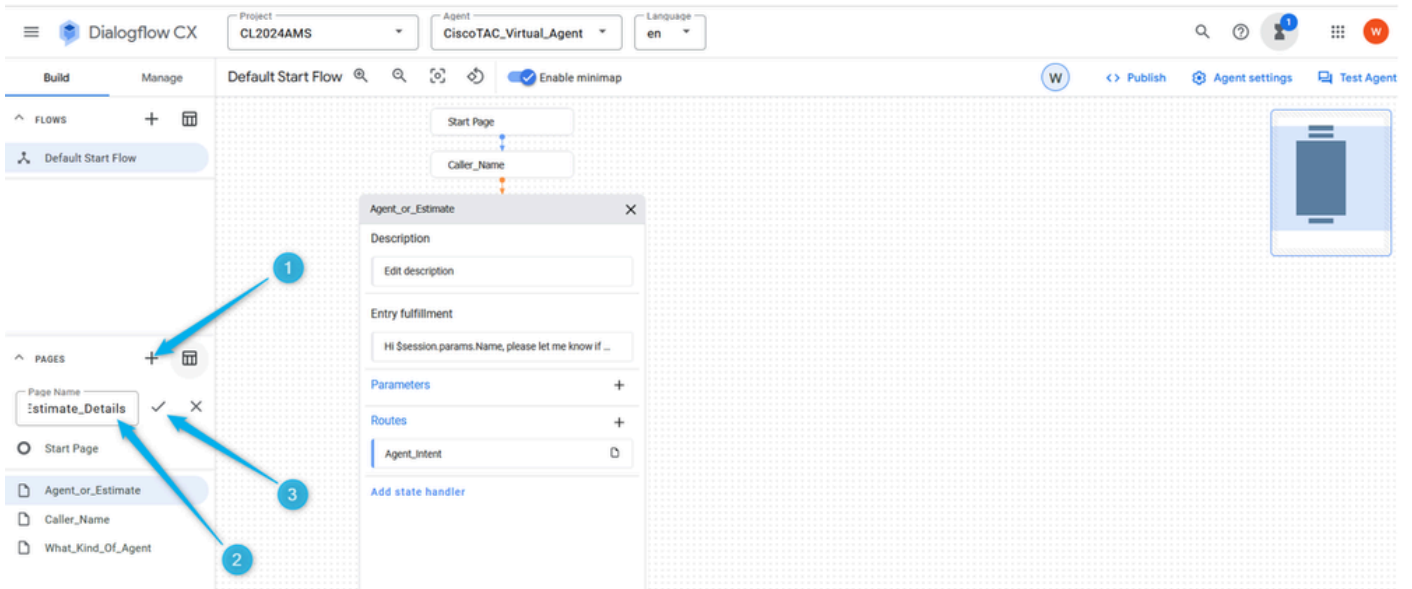 Project
Agent
Language
Dialogflow CX
CL2024AMS
CiscoTAC_Virtual_Agent
en
1
W
Build
Manage
Default Start Flow
Enable minimap
W
<> Publish
Agent settings
Test Agent
FLOWS
Start Page
Default Start Flow
Caller_Name
Agent_or_Estimate
Description
1
Edit description
Entry fulfillment
Hi $session.params.Name, please let me know if ...
PAGES
Parameters
Page Name
Estimate_Details
Routes
Start Page
Agent_Intent
Agent_or_Estimate
Add state handler
3
Caller_Name
What_Kind_Of_Agent
2